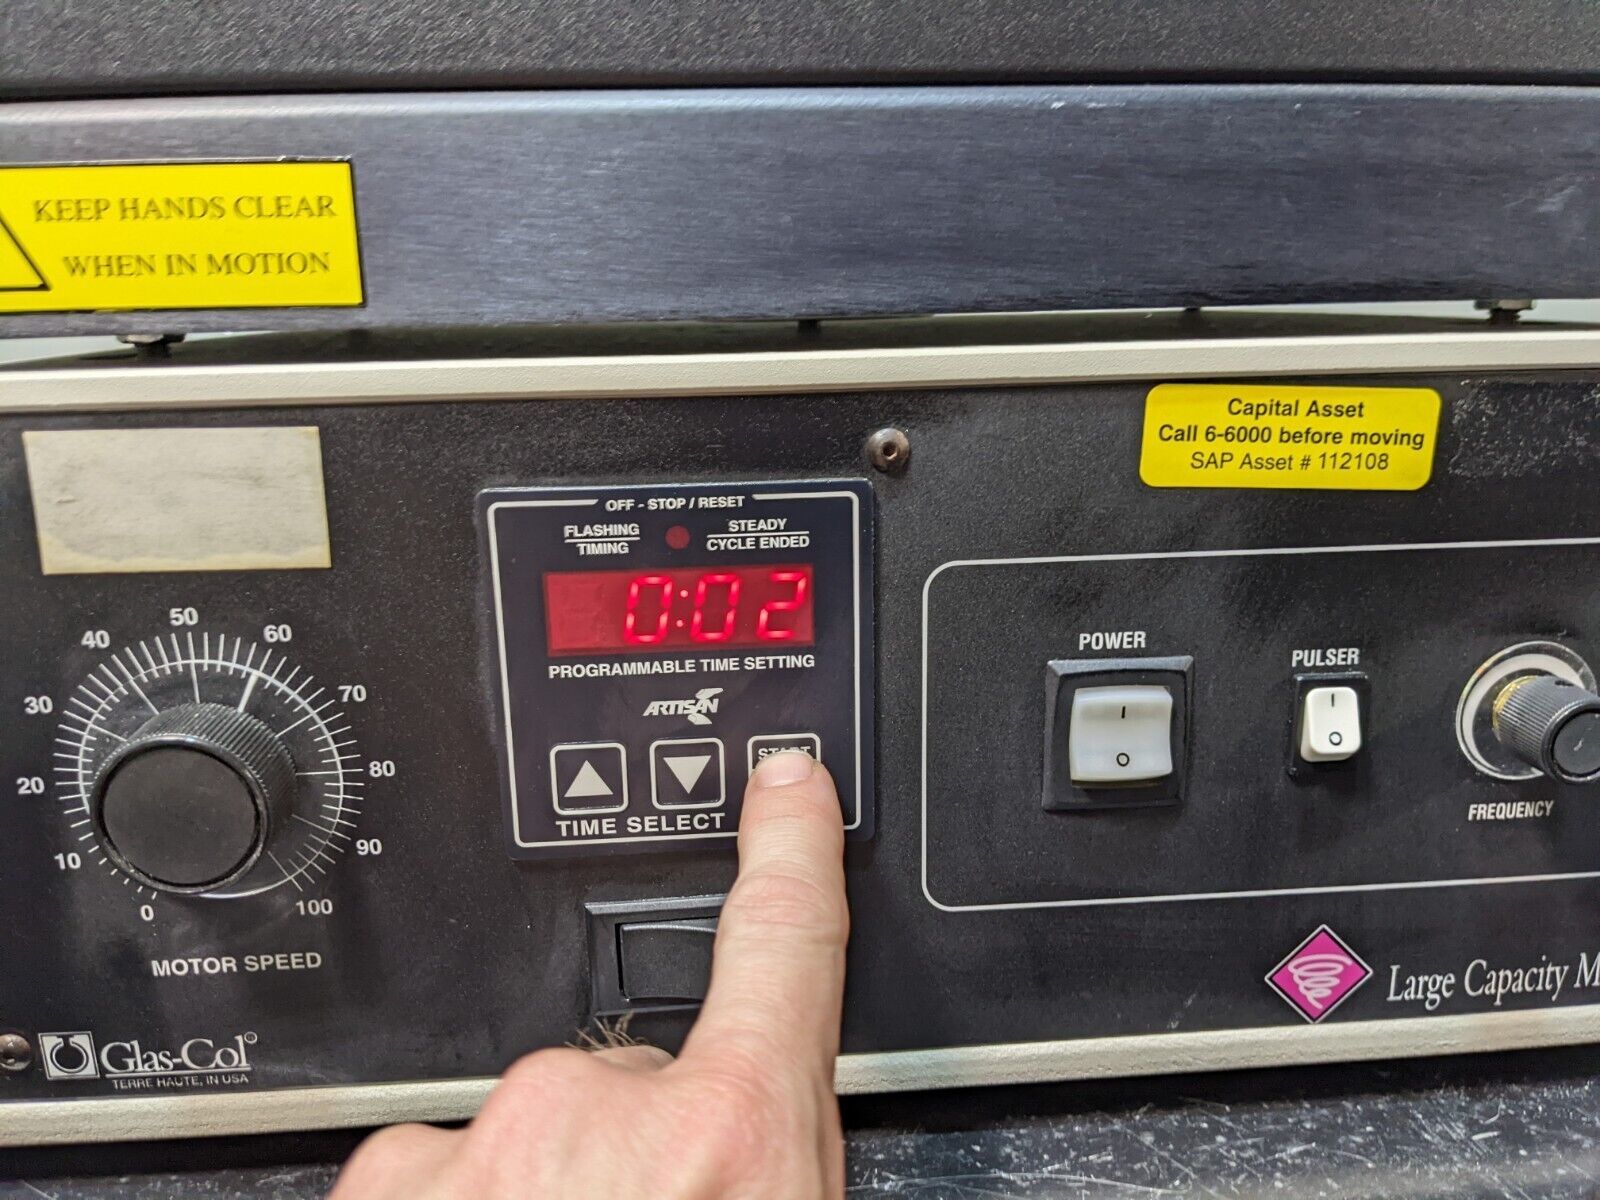 KEEP HANDS CLEAR
WHEN IN MOTION
Capital Asset
Call 6-6000 before moving
SAP Asset # 112108
OFF - STOP / RESET
FLASHING
TIMING
STEADY
CYCLE ENDED
0:02
PROGRAMMABLE TIME SETTING
ARTISAN
START
TIME SELECT
0
10
20
30
40
50
60
70
80
90
100
MOTOR SPEED
POWER
I
O
PULSER
I
O
FREQUENCY
Glas-Col
TERRE HAUTE, IN USA
Large Capacity M